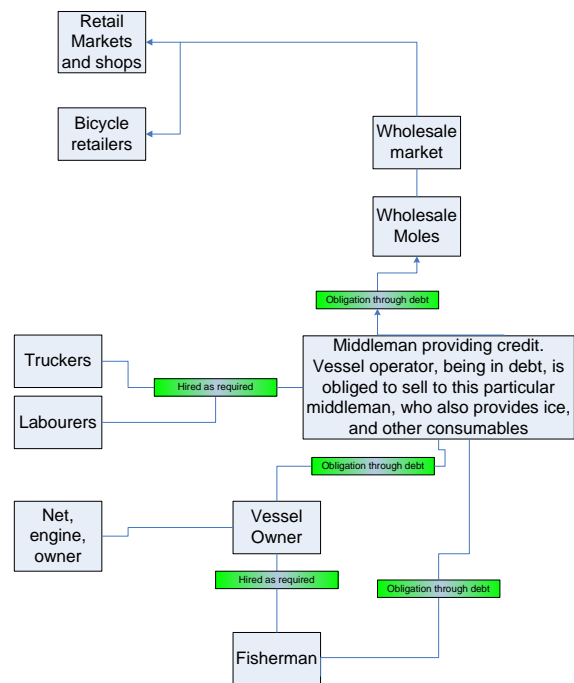 Retail
Markets
and shops
Bicycle
retailers
Wholesale
market
Wholesale
Moles
Obligation through debt
Middleman providing credit.
Vessel operator, being in debt, is
obliged to sell to this particular
middleman, who also provides ice,
and other consumables
Truckers
Hired as required
Labourers
Obligation through debt
Net,
engine,
owner
Vessel
Owner
Hired as required
Obligation through debt
Fisherman